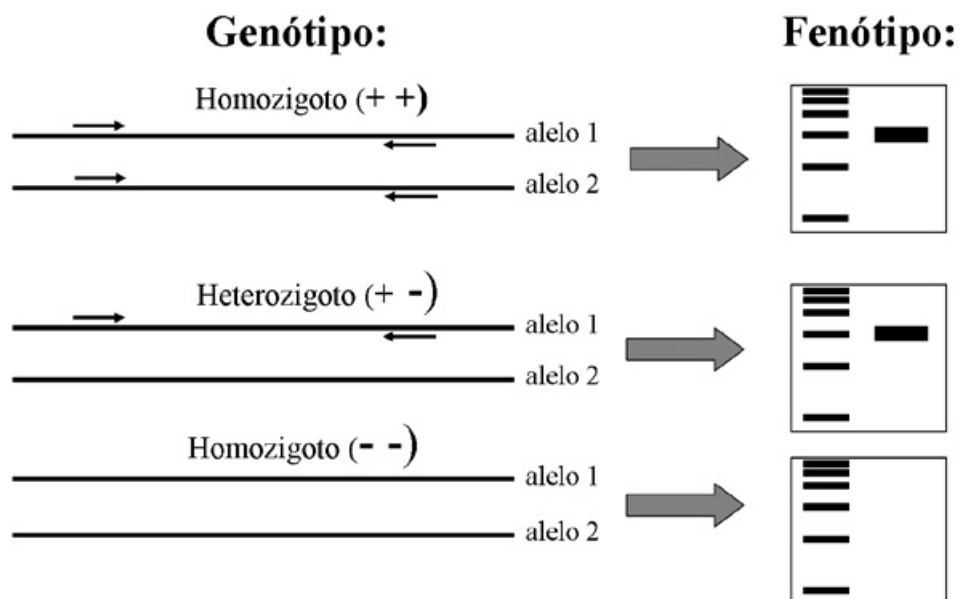 Genótipo:
Fenótipo:
Homozigoto (+ +)
alelo 1
alelo 2
Heterozigoto (+ -)
alelo 1
alelo 2
Homozigoto (- -)
alelo 1
alelo 2